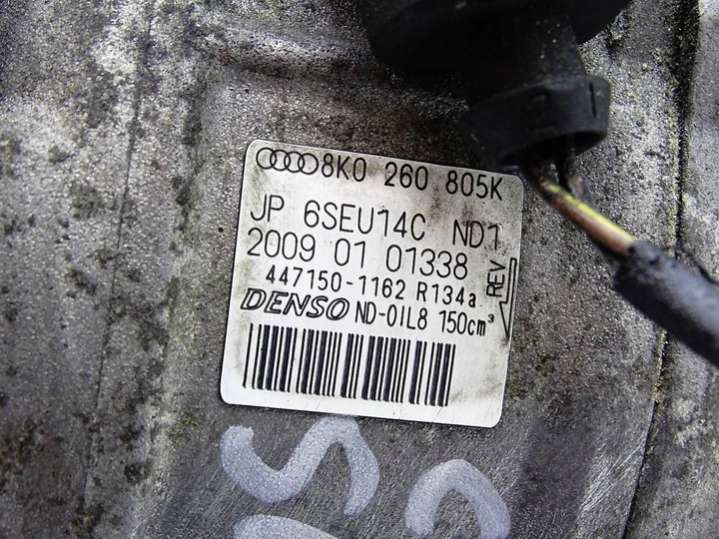 8K0 260 805K
JP 6SEU14C ND1
2009 01 01338
447150-1162 R134a
REV
DENSO ND-OIL8 150cm³